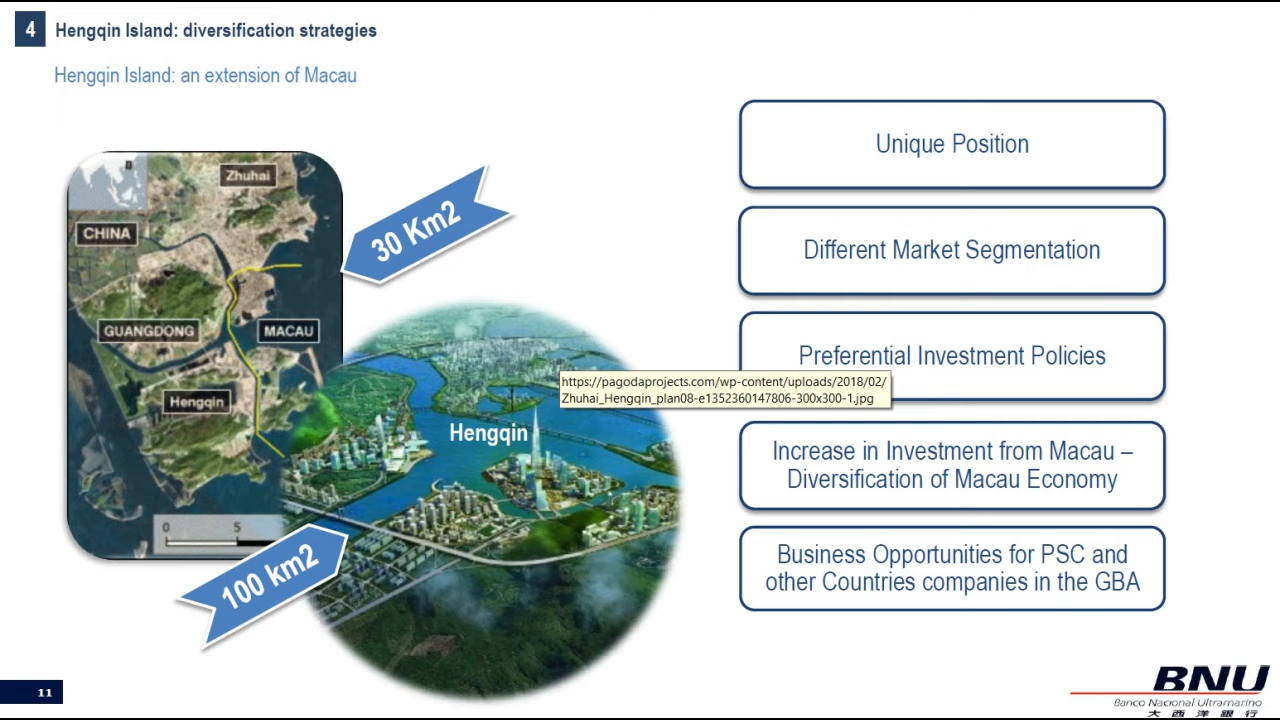 4
Hengqin Island: diversification strategies
Hengqin Island: an extension of Macau
Zhuhai
CHINA
GUANGDONG
MACAU
Hengqin
0 5
30 Km2
100 km2
Hengqin
https://pagodaprojects.com/wp-content/uploads/2018/02/
Zhuhai_Hengqin_plan08-e1352360147806-300x300-1.jpg
Unique Position
Different Market Segmentation
Preferential Investment Policies
Increase in Investment from Macau –
Diversification of Macau Economy
Business Opportunities for PSC and
other Countries companies in the GBA
11
BNU
Banco Nacional Ultramarino
大西洋銀行